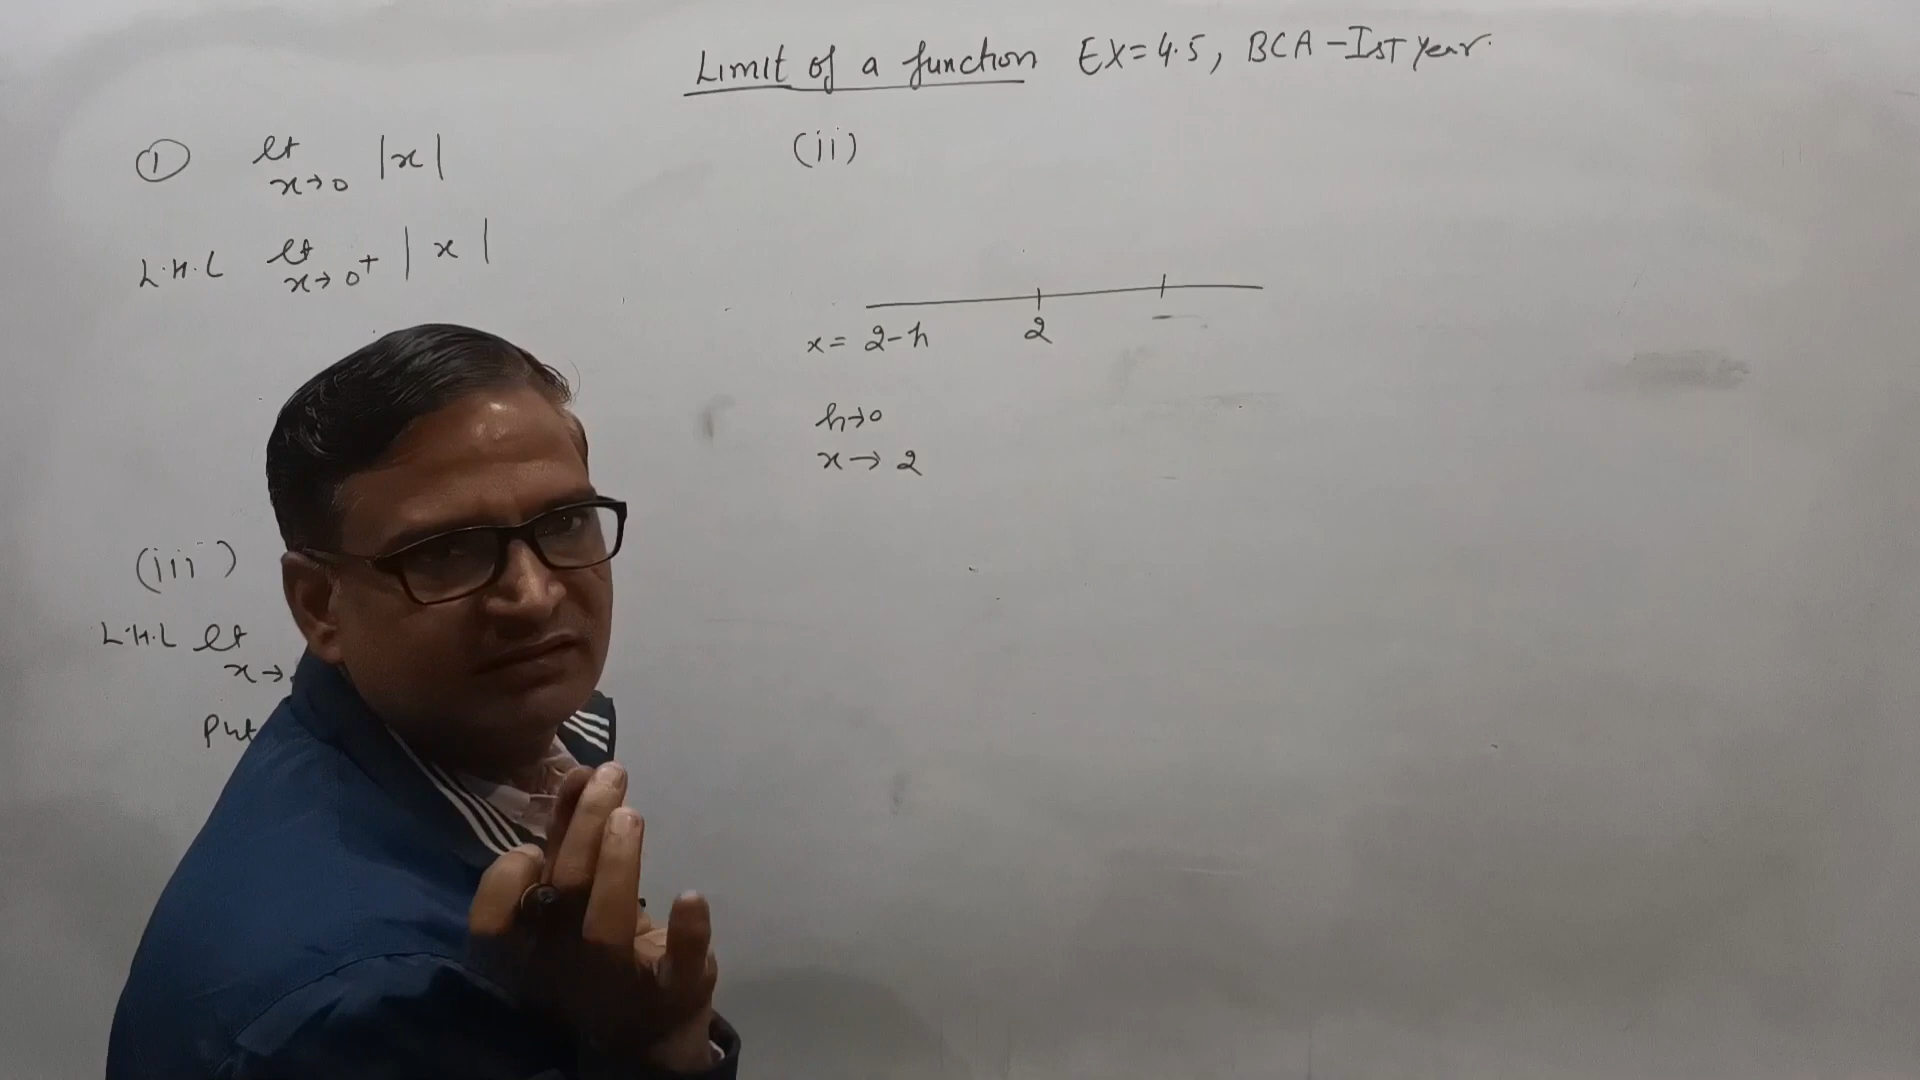 Limit of a function EX=4.5, BCA-Ist year.
① lt x→0 |x|
L.H.L lt x→0+ |x|
(iii)
L.H.L lt x→
Put
(ii)
2
x = 2-h
h→0
x→2